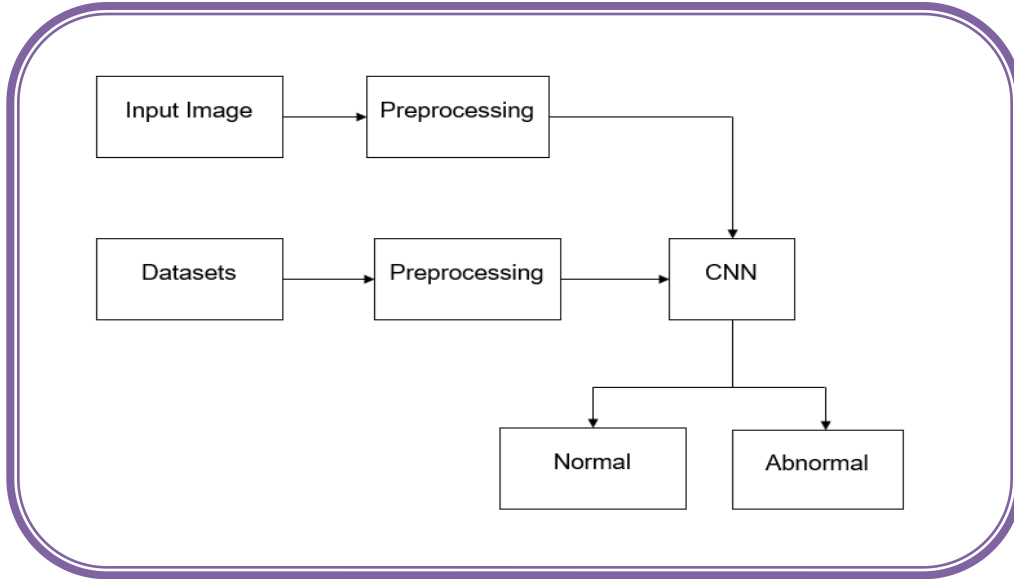 Input Image
Preprocessing
Datasets
Preprocessing
CNN
Normal
Abnormal